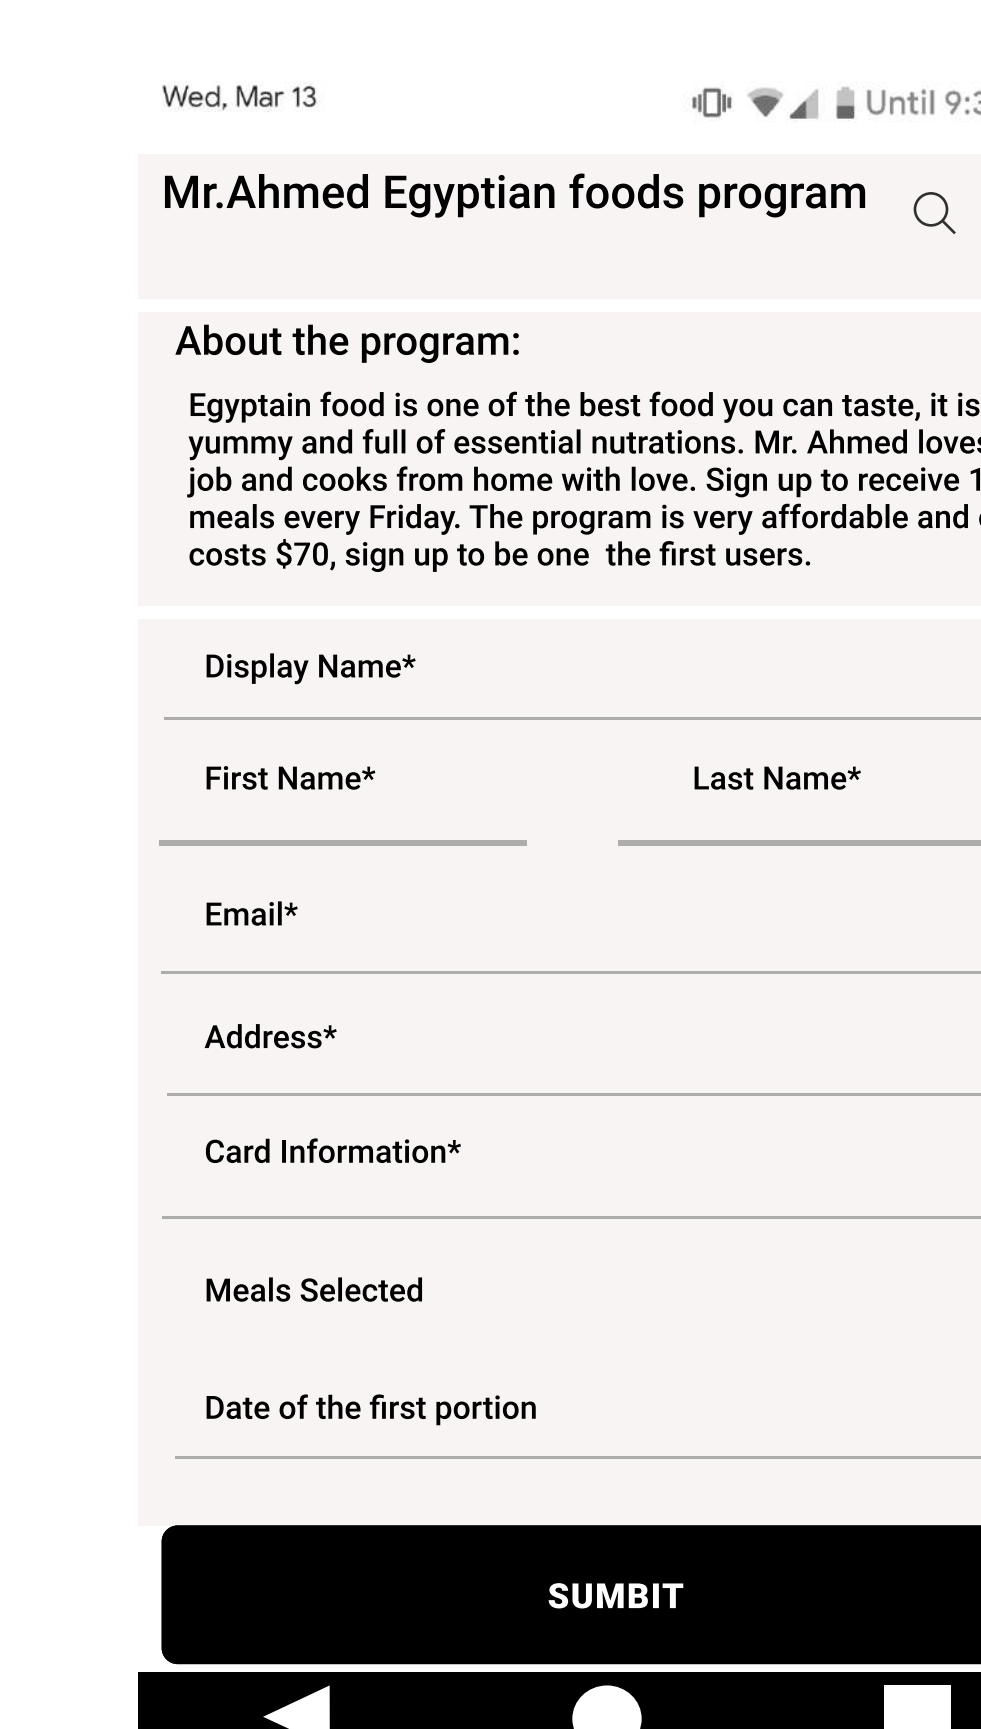 Wed, Mar 13
Until 9:3
Mr.Ahmed Egyptian foods program
About the program:
Egyptain food is one of the best food you can taste, it is
yummy and full of essential nutrations. Mr. Ahmed loves
job and cooks from home with love. Sign up to receive 1
meals every Friday. The program is very affordable and
costs $70, sign up to be one  the first users.
Display Name*
First Name*
Last Name*
Email*
Address*
Card Information*
Meals Selected
Date of the first portion
SUMBIT